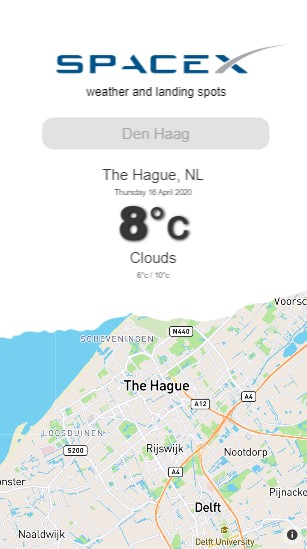 SPACEX
weather and landing spots
Den Haag
The Hague, NL
Thursday 16 April 2020
8°c
Clouds
6°c / 10°c
Voorsc
N440
SCHEVENINGEN
The Hague
A12
A4
LOOSDUINEN
S200
Rijswijk
Nootdorp
A4
nster
Pijnacke
Delft
Naaldwijk
Delft University
i